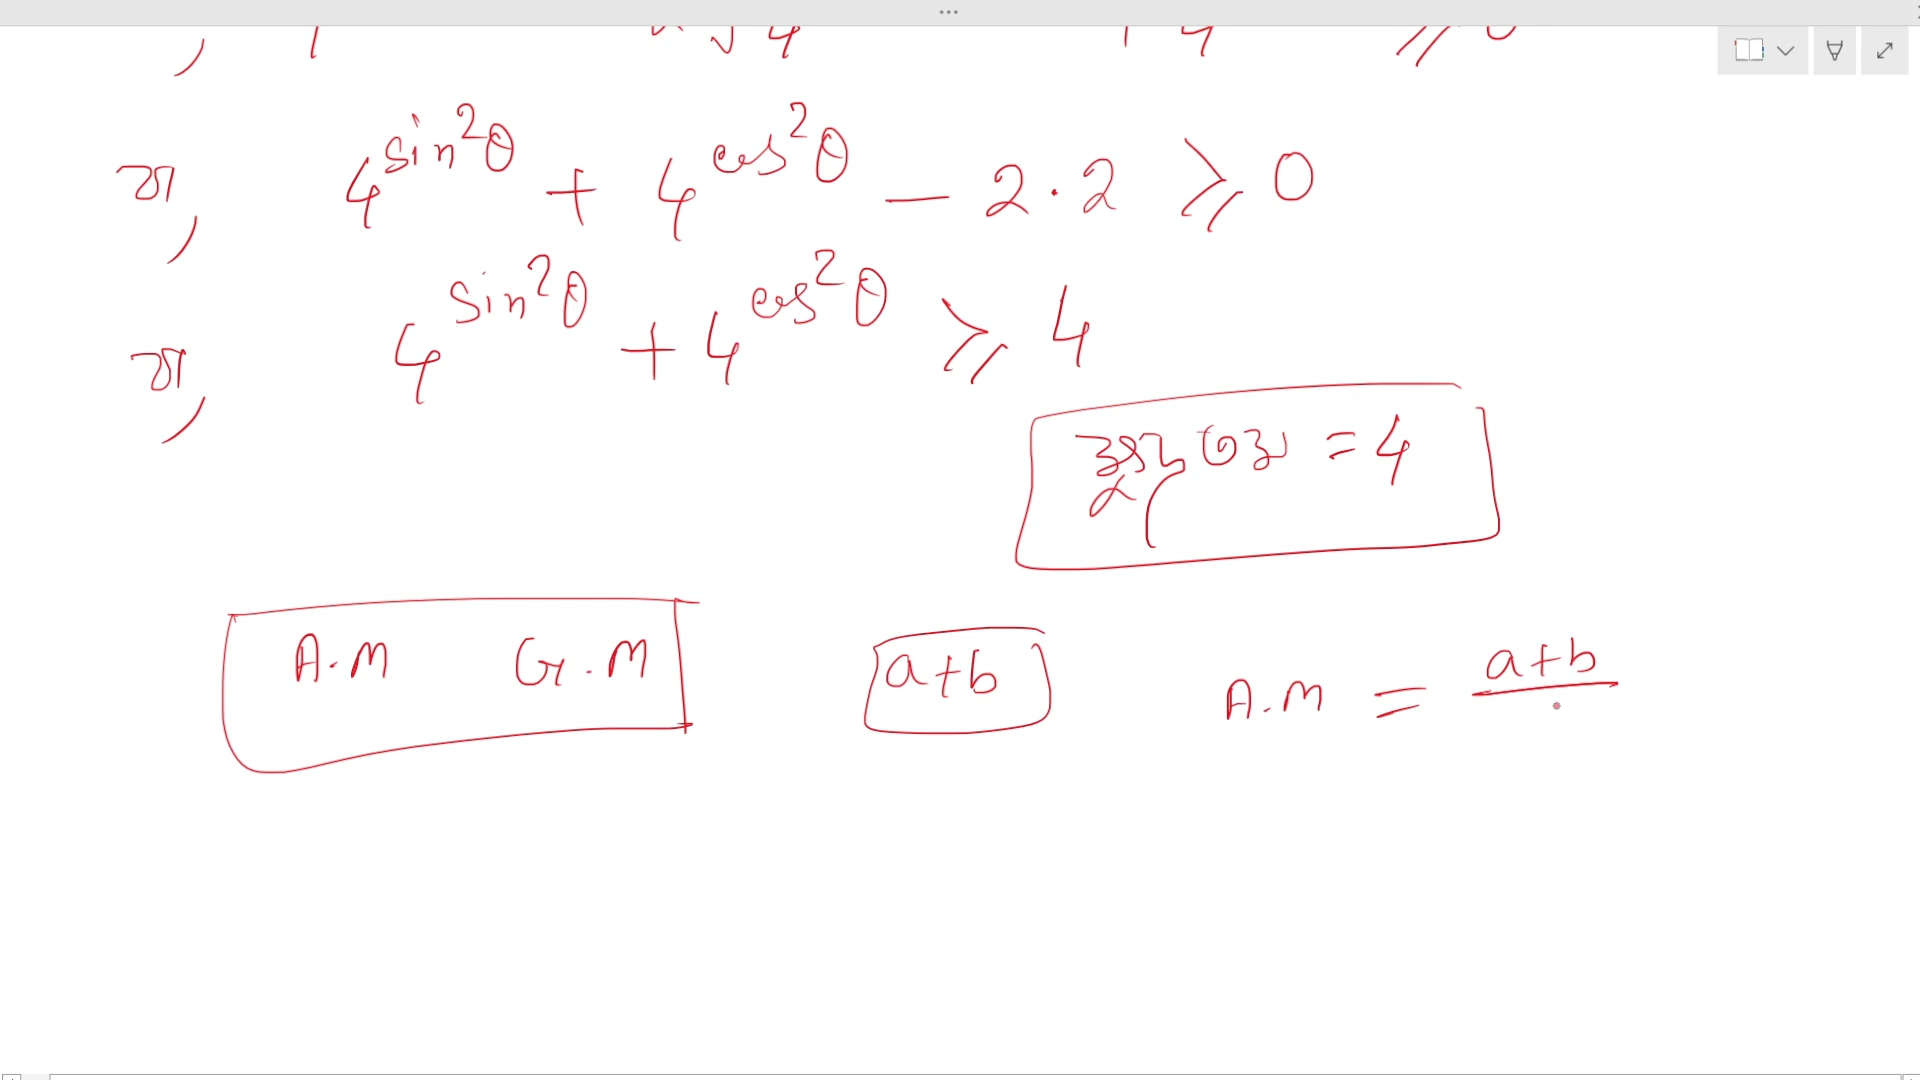 বা, 4^{sin²θ} + 4^{cos²θ} − 2·2 ⩾ 0
বা, 4^{sin²θ} + 4^{cos²θ} ⩾ 4
= 4
A.M G.M
a+b
A.M = a+b